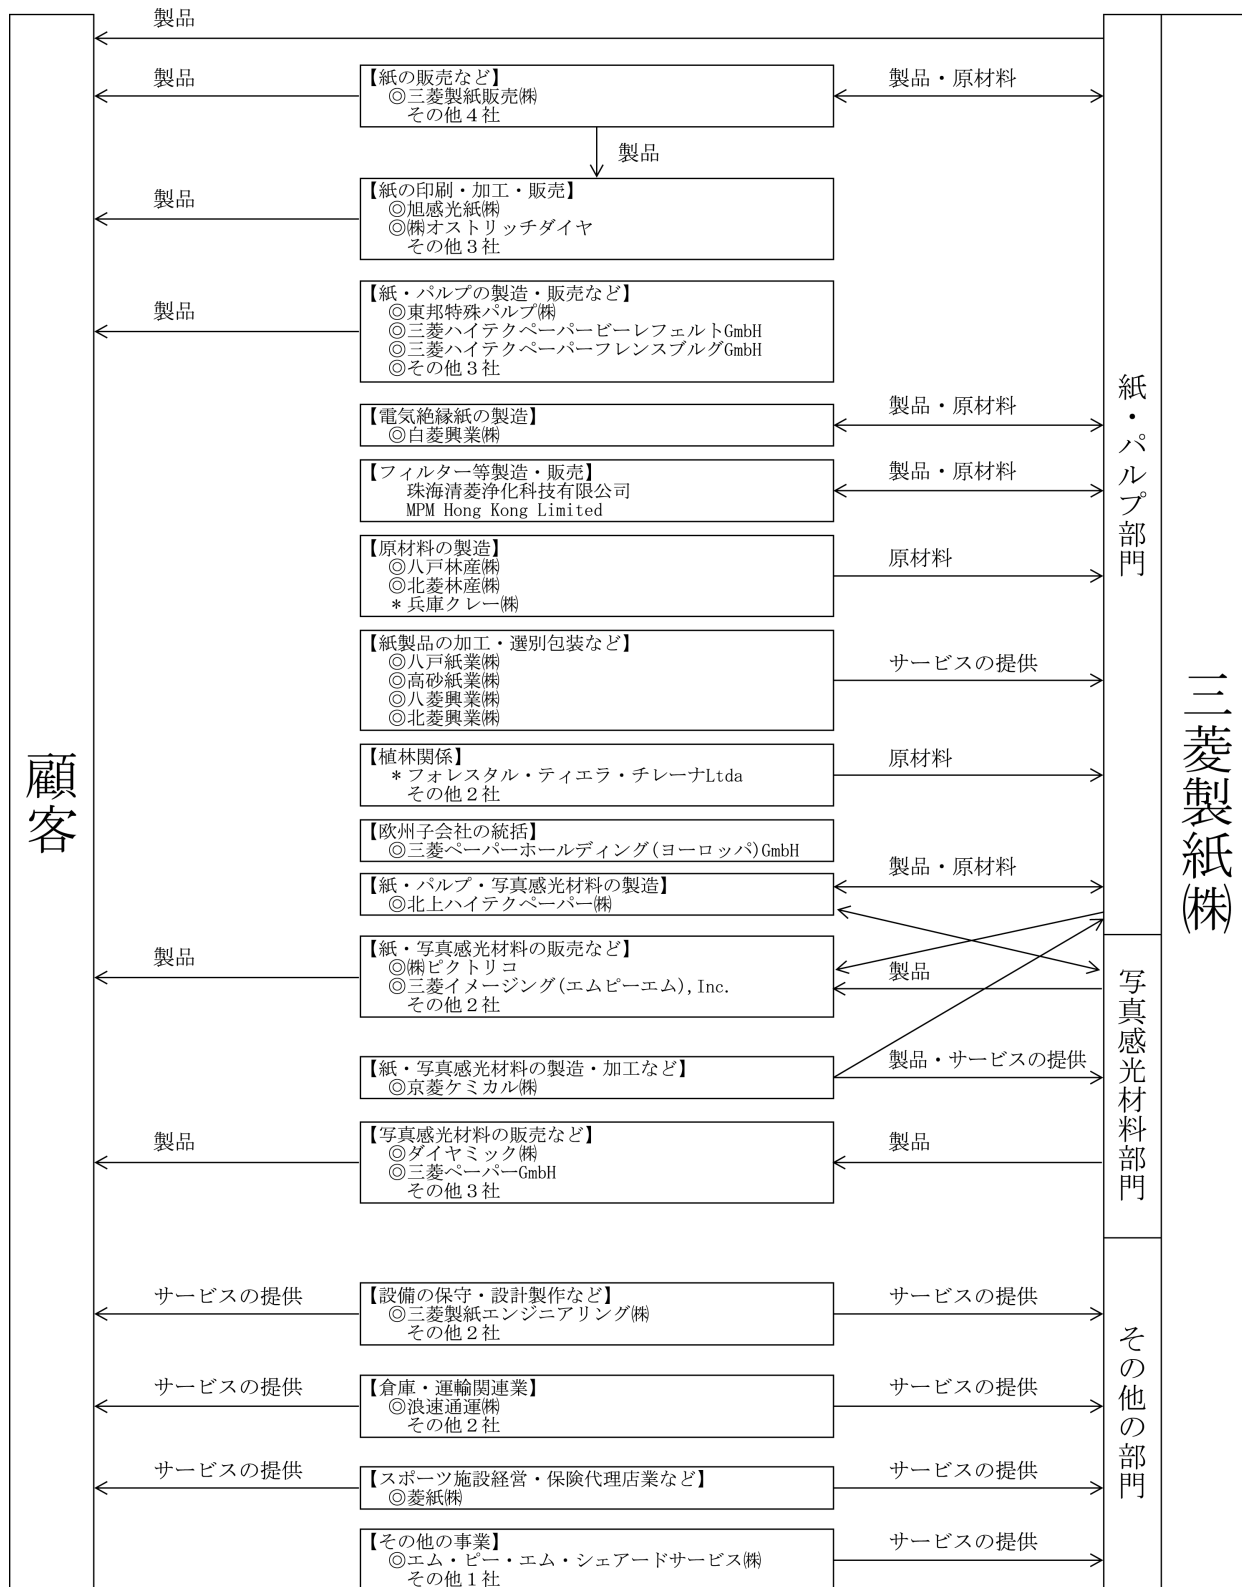 製品
【紙の販売など】
◎三菱製紙販売㈱
その他４社
製品
製品・原材料
製品
【紙の印刷・加工・販売】
◎旭感光紙㈱
◎㈱オストリッチダイヤ
その他３社
製品
【紙・パルプの製造・販売など】
◎東邦特殊パルプ㈱
◎三菱ハイテクペーパービーレフェルトGmbH
◎三菱ハイテクペーパーフレンスブルグGmbH
◎その他３社
製品
【電気絶縁紙の製造】
◎白菱興業㈱
製品・原材料
【フィルター等製造・販売】
珠海清菱浄化科技有限公司
MPM Hong Kong Limited
製品・原材料
【原材料の製造】
◎八戸林産㈱
◎北菱林産㈱
＊兵庫クレー㈱
原材料
【紙製品の加工・選別包装など】
◎八戸紙業㈱
◎高砂紙業㈱
◎八菱興業㈱
◎北菱興業㈱
サービスの提供
【植林関係】
＊フォレスタル・ティエラ・チレーナLtda
その他２社
原材料
【欧州子会社の統括】
◎三菱ペーパーホールディング(ヨーロッパ)GmbH
【紙・パルプ・写真感光材料の製造】
◎北上ハイテクペーパー㈱
製品・原材料
【紙・写真感光材料の販売など】
◎㈱ピクトリコ
◎三菱イメージング(エムピーエム),Inc.
その他２社
製品
製品
【紙・写真感光材料の製造・加工など】
◎京菱ケミカル㈱
製品・サービスの提供
【写真感光材料の販売など】
◎ダイヤミック㈱
◎三菱ペーパーGmbH
その他３社
製品
製品
【設備の保守・設計製作など】
◎三菱製紙エンジニアリング㈱
その他２社
サービスの提供
サービスの提供
【倉庫・運輸関連業】
◎浪速通運㈱
その他２社
サービスの提供
サービスの提供
【スポーツ施設経営・保険代理店業など】
◎菱紙㈱
サービスの提供
サービスの提供
【その他の事業】
◎エム・ピー・エム・シェアードサービス㈱
その他１社
サービスの提供
顧客
紙・パルプ部門
写真感光材料部門
その他の部門
三菱製紙㈱